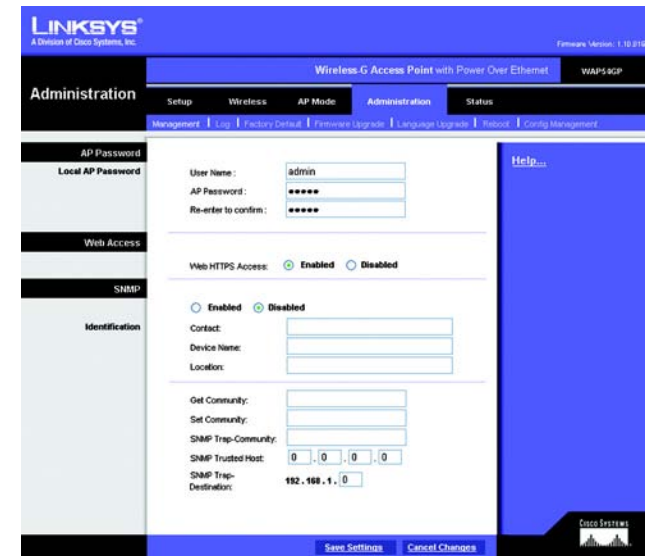 LINKSYS®
A Division of Cisco Systems, Inc.
Firmware Version: 1.10
Wireless-G Access Point with Power Over Ethernet WAP54GP
Administration
Setup Wireless AP Mode Administration Status
Management | Log | Factory Default | Firmware Upgrade | Language Upgrade | Reboot | Config Management
AP Password
Local AP Password
User Name : admin
AP Password : •••••
Re-enter to confirm : •••••
Help...
Web Access
Web HTTPS Access: Enabled Disabled
SNMP
Enabled Disabled
Identification
Contact:
Device Name:
Location:
Get Community:
Set Community:
SNMP Trap-Community:
SNMP Trusted Host: 0 . 0 . 0 . 0
SNMP Trap-
Destination: 192.168.1. 0
Save Settings Cancel Changes
CISCO SYSTEMS